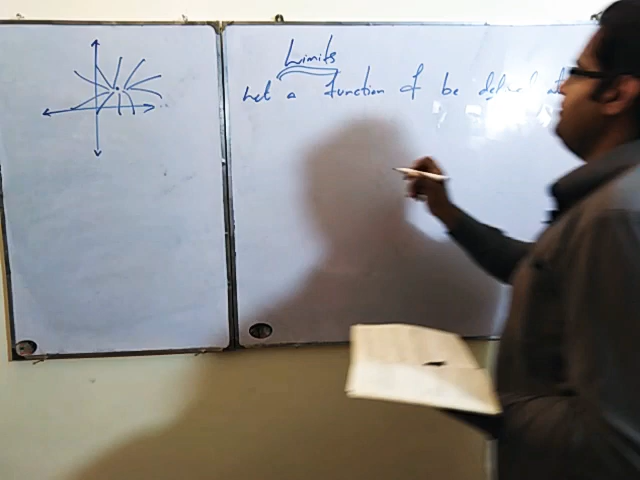 Limits
Let a function f be defined at